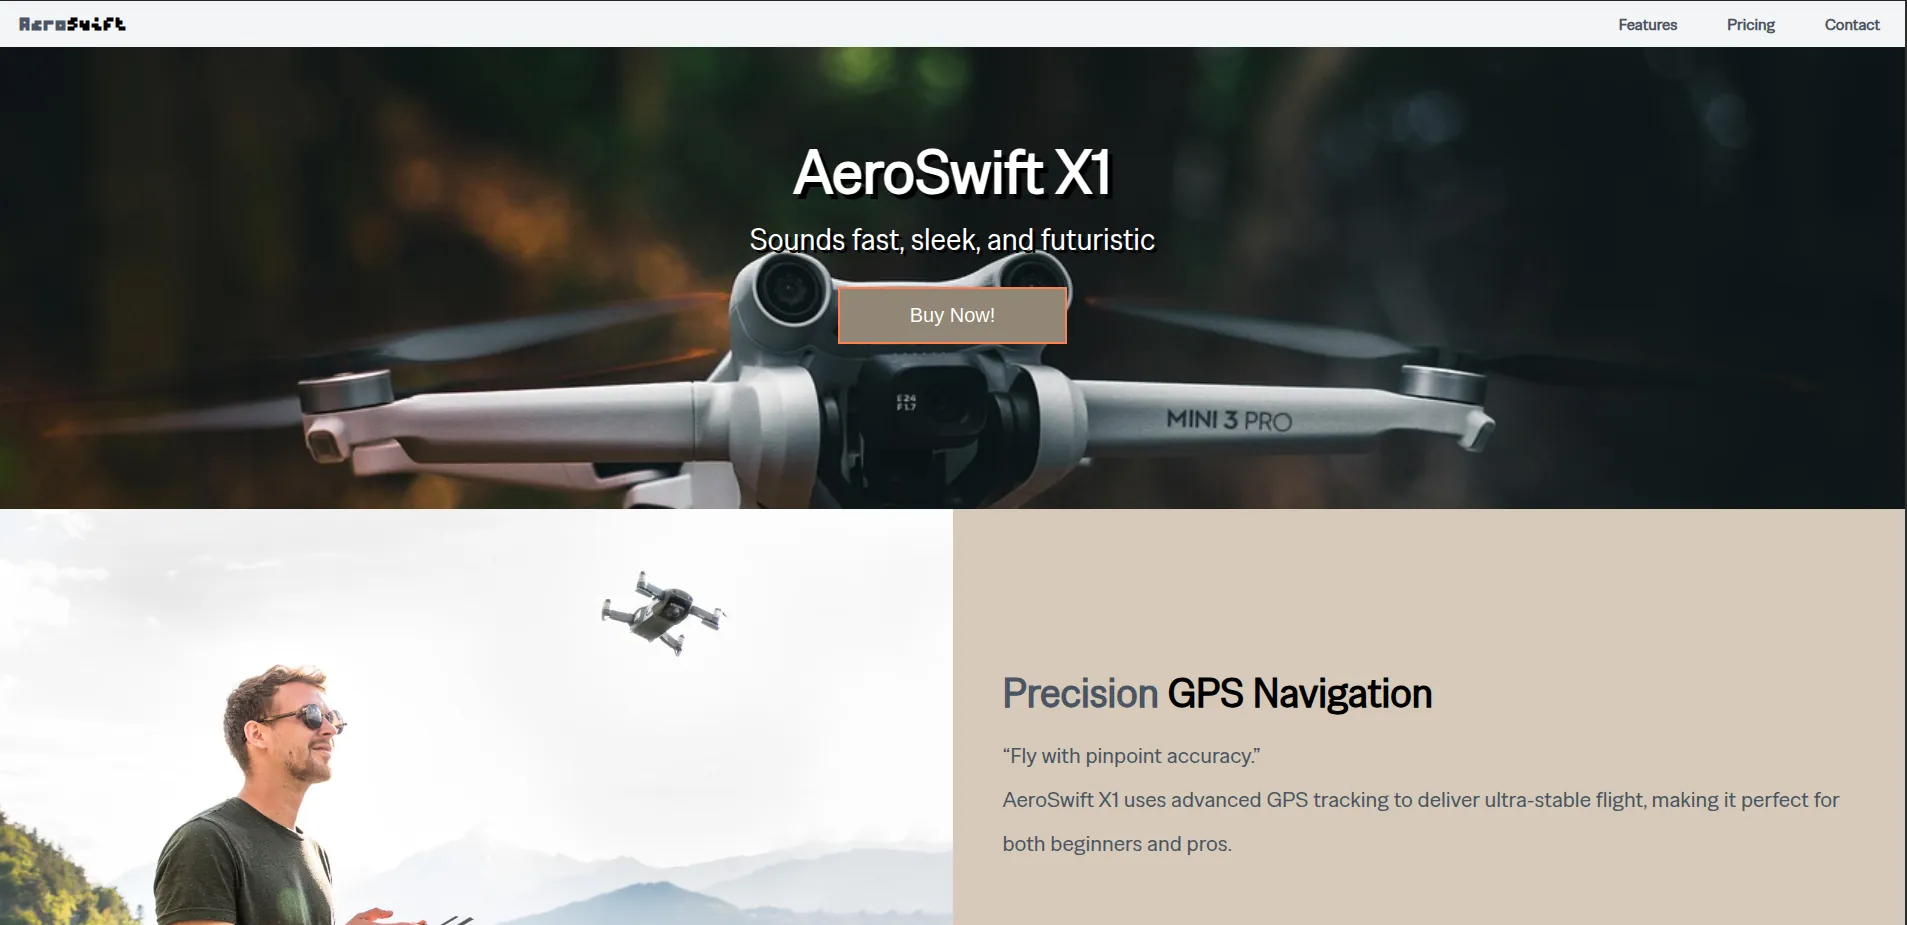 AeroSwift
Features Pricing Contact
AeroSwift X1
Sounds fast, sleek, and futuristic
Buy Now!
E24
F1.7
MINI 3 PRO
Precision GPS Navigation
“Fly with pinpoint accuracy.”
AeroSwift X1 uses advanced GPS tracking to deliver ultra-stable flight, making it perfect for
both beginners and pros.